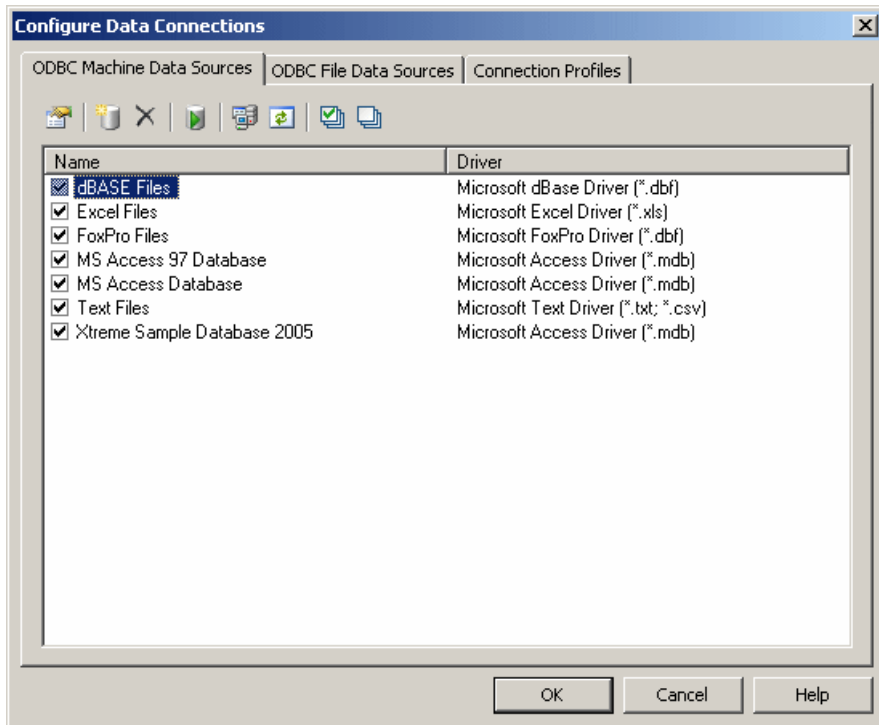 Configure Data Connections
ODBC Machine Data Sources ODBC File Data Sources Connection Profiles
Name Driver
dBASE Files Microsoft dBase Driver (*.dbf)
Excel Files Microsoft Excel Driver (*.xls)
FoxPro Files Microsoft FoxPro Driver (*.dbf)
MS Access 97 Database Microsoft Access Driver (*.mdb)
MS Access Database Microsoft Access Driver (*.mdb)
Text Files Microsoft Text Driver (*.txt; *.csv)
Xtreme Sample Database 2005 Microsoft Access Driver (*.mdb)
OK Cancel Help